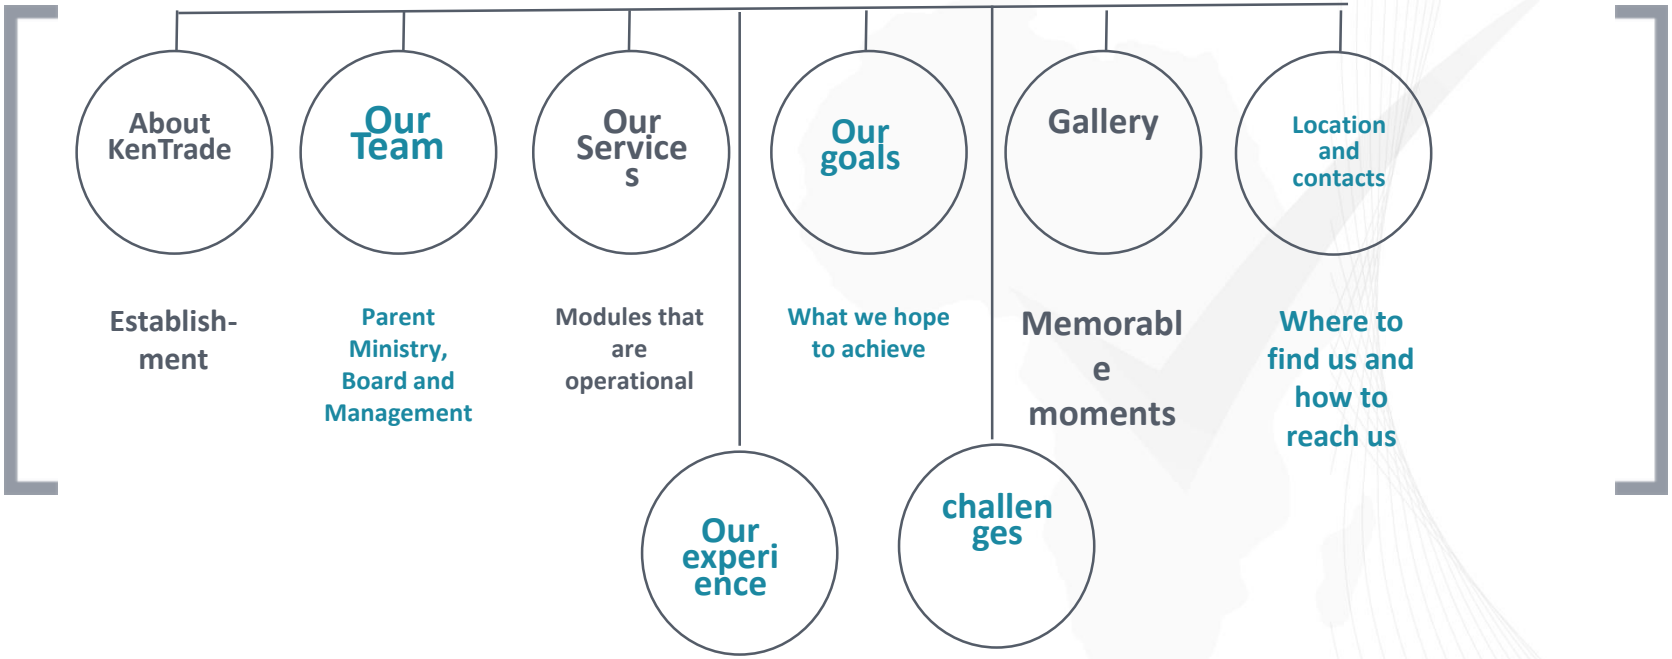 About
KenTrade
Our
Team
Our
Service
s
Our
goals
Gallery
Location
and
contacts
Establish-
ment
Parent
Ministry,
Board and
Management
Modules that
are
operational
What we hope
to achieve
Memorabl
e
moments
Where to
find us and
how to
reach us
Our
experi
ence
challen
ges